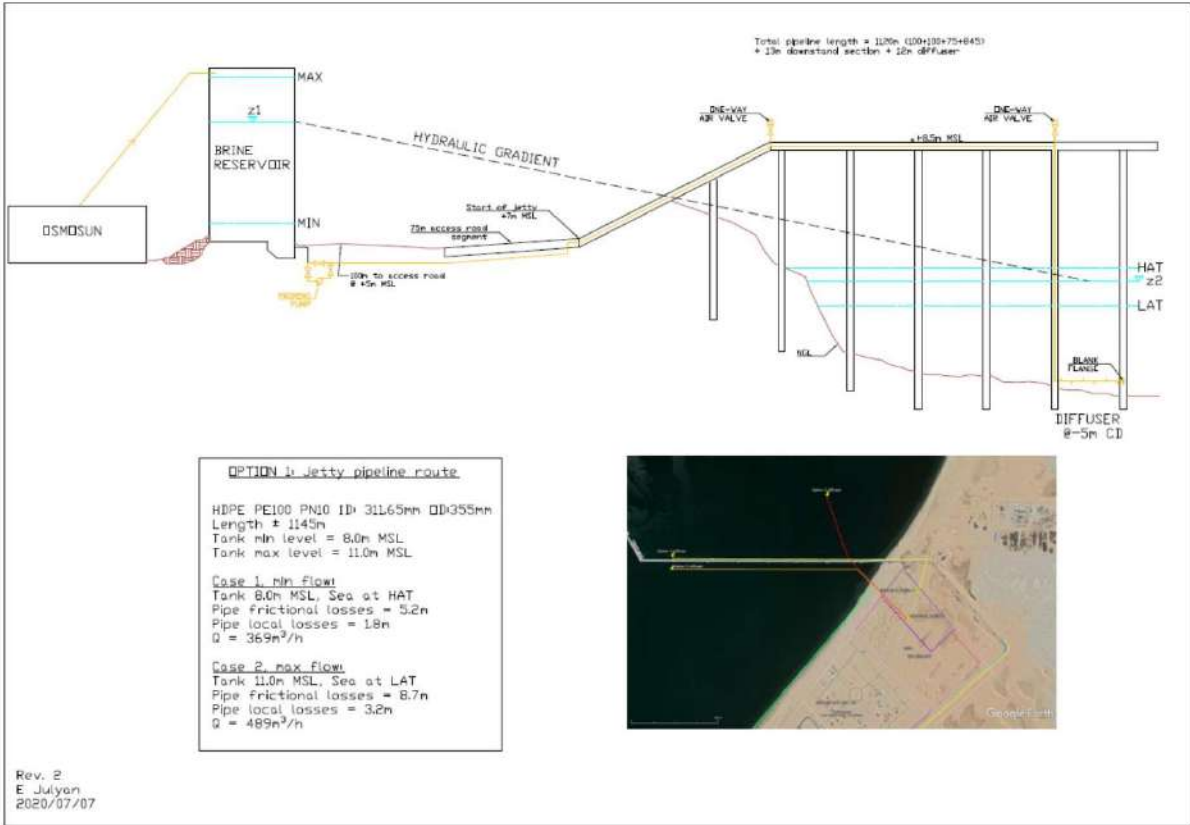 Total pipeline length = 1120m (100+100+75+845)
+ 13m downstand section + 12m diffuser
MAX
z1
BRINE
RESERVOIR
MIN
OSMOSUN
HYDRAULIC GRADIENT
ONE-WAY
AIR VALVE
ONE-WAY
AIR VALVE
+8.5m MSL
Start of jetty
+7m MSL
75m access road
segment
100m to access road
@ +5m MSL
PRIMING
PUMP
HAT
z2
LAT
NGL
BLANK
FLANGE
DIFFUSER
@-5m CD
OPTION 1: Jetty pipeline route
HDPE PE100 PN10 ID: 311.65mm OD:355mm
Length ± 1145m
Tank min level = 8.0m MSL
Tank max level = 11.0m MSL
Case 1, min flow:
Tank 8.0m MSL, Sea at HAT
Pipe frictional losses = 5.2m
Pipe local losses = 1.8m
Q = 369m³/h
Case 2, max flow:
Tank 11.0m MSL, Sea at LAT
Pipe frictional losses = 8.7m
Pipe local losses = 3.2m
Q = 489m³/h
Google Earth
Rev. 2
E Julyan
2020/07/07